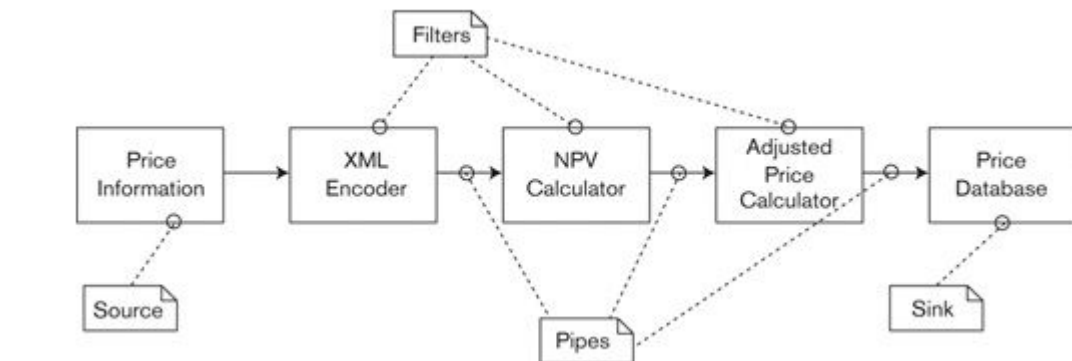 Filters
Price
Information
XML
Encoder
NPV
Calculator
Adjusted
Price
Calculator
Price
Database
Source
Pipes
Sink